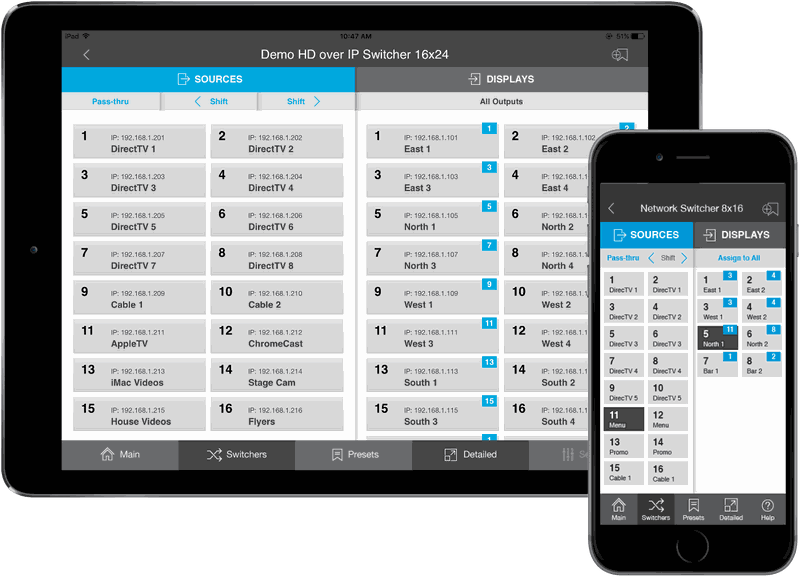 iPad 10:47 AM 51%
Demo HD over IP Switcher 16x24
SOURCES DISPLAYS
Pass-thru Shift Shift All Outputs
1 IP: 192.168.1.201 DirectTV 1
2 IP: 192.168.1.202 DirectTV 2
3 IP: 192.168.1.203 DirectTV 3
4 IP: 192.168.1.204 DirectTV 4
5 IP: 192.168.1.205 DirectTV 5
6 IP: 192.168.1.206 DirectTV 6
7 IP: 192.168.1.207 DirectTV 7
8 IP: 192.168.1.208 DirectTV 8
9 IP: 192.168.1.209 Cable 1
10 IP: 192.168.1.210 Cable 2
11 IP: 192.168.1.211 AppleTV
12 IP: 192.168.1.212 ChromeCast
13 IP: 192.168.1.213 iMac Videos
14 IP: 192.168.1.214 Stage Cam
15 IP: 192.168.1.215 House Videos
16 IP: 192.168.1.216 Flyers
1 IP: 192.168.1.101 East 1 1
2 IP: 192.168.1.102 East 2 2
3 IP: 192.168.1.103 East 3 3
4 IP: 192.168.1.104 East 4
5 IP: 192.168.1.105 North 1 5
6 IP: 192.168.1.106 North 2
7 IP: 192.168.1.107 North 3 7
8 IP: 192.168.1.108 North 4
9 IP: 192.168.1.109 West 1 9
10 IP: 192.168.1.110 West 2
11 IP: 192.168.1.111 West 3 11
12 IP: 192.168.1.112 West 4
13 IP: 192.168.1.113 South 1 13
14 IP: 192.168.1.114 South 2
15 IP: 192.168.1.115 South 3 15
16 IP: 192.168.1.116 South 4
1
Main Switchers Presets Detailed
Network Switcher 8x16
SOURCES DISPLAYS
Pass-thru Shift Assign to All
1 DirecTV 1
2 DirecTV 1
3 DirecTV 2
4 DirecTV 2
5 DirecTV 3
6 DirecTV 3
7 DirecTV 4
8 DirecTV 4
9 DirecTV 5
10 DirecTV 5
11 Menu
12 Menu
13 Promo
14 Promo
15 Cable 1
16 Cable 1
1 East 1 3
2 East 2 4
3 West 1 3
4 West 2 4
5 North 1 11
6 North 2 8
7 Bar 1 1
8 Bar 2 2
Main Switchers Presets Detailed Help